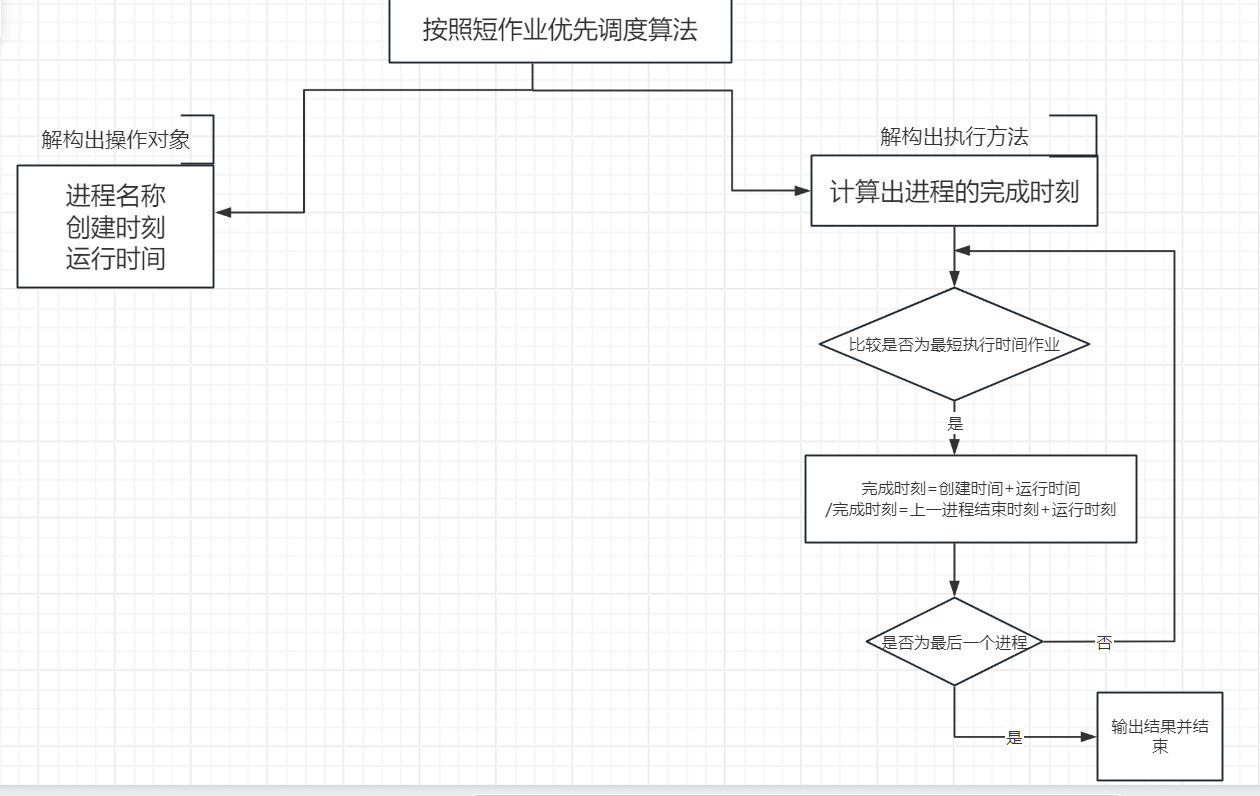 按照短作业优先调度算法
解构出操作对象
进程名称
创建时刻
运行时间
解构出执行方法
计算出进程的完成时刻
比较是否为最短执行时间作业
是
完成时刻=创建时间+运行时间
/完成时刻=上一进程结束时刻+运行时刻
是否为最后一个进程
否
是
输出结果并结
束